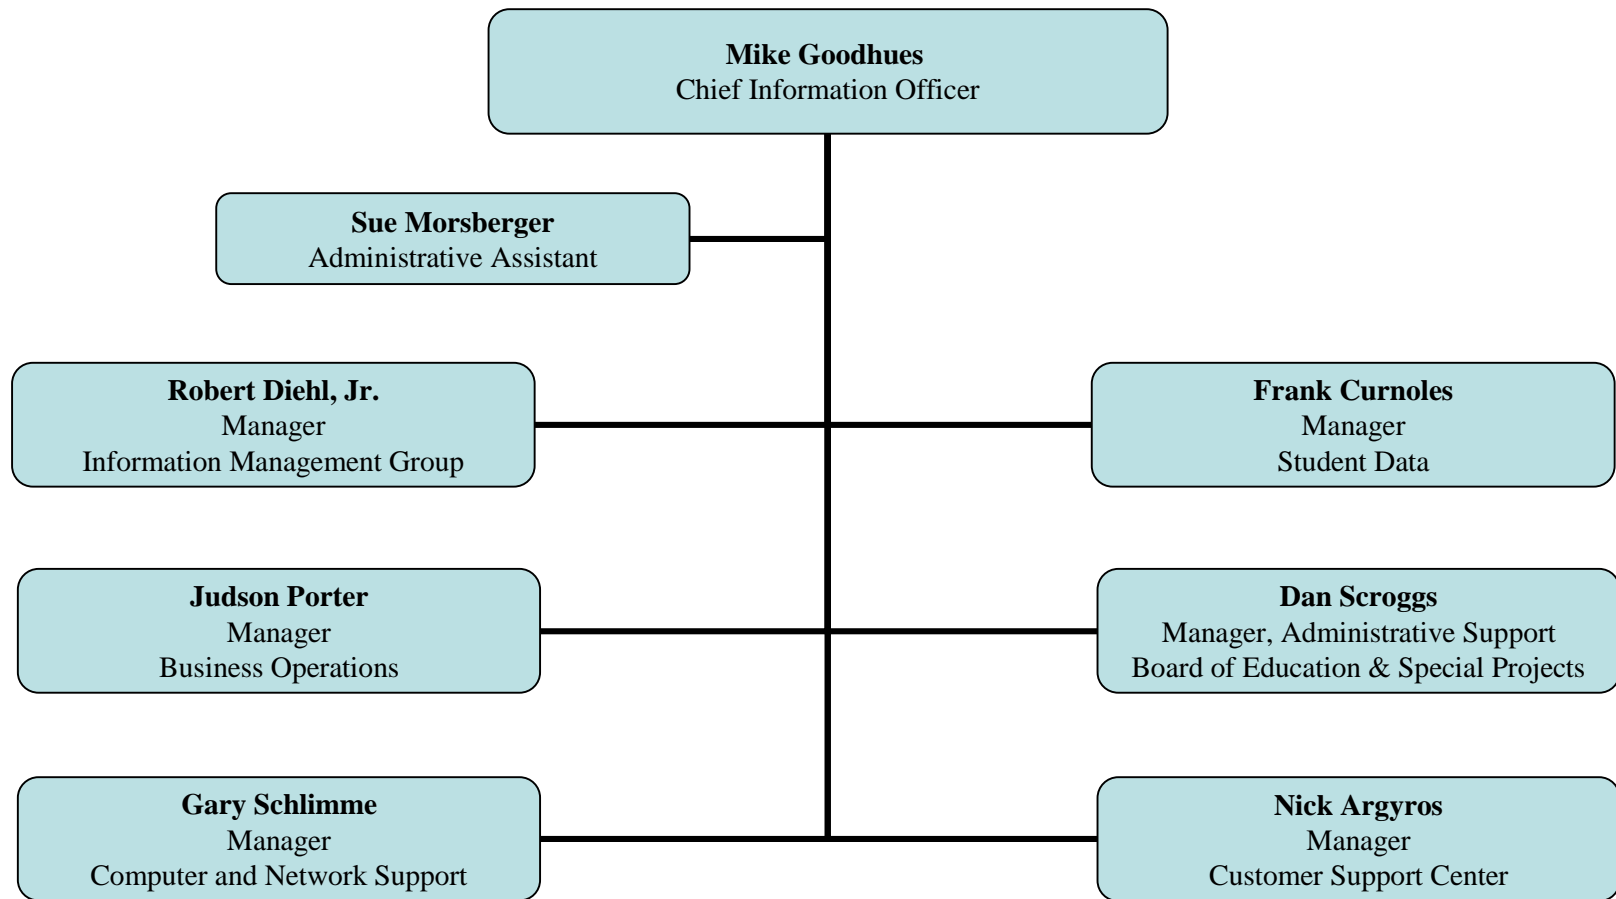 Mike Goodhues
Chief Information Officer
Sue Morsberger
Administrative Assistant
Robert Diehl, Jr.
Manager
Information Management Group
Frank Curnoles
Manager
Student Data
Judson Porter
Manager
Business Operations
Dan Scroggs
Manager, Administrative Support
Board of Education & Special Projects
Gary Schlimme
Manager
Computer and Network Support
Nick Argyros
Manager
Customer Support Center